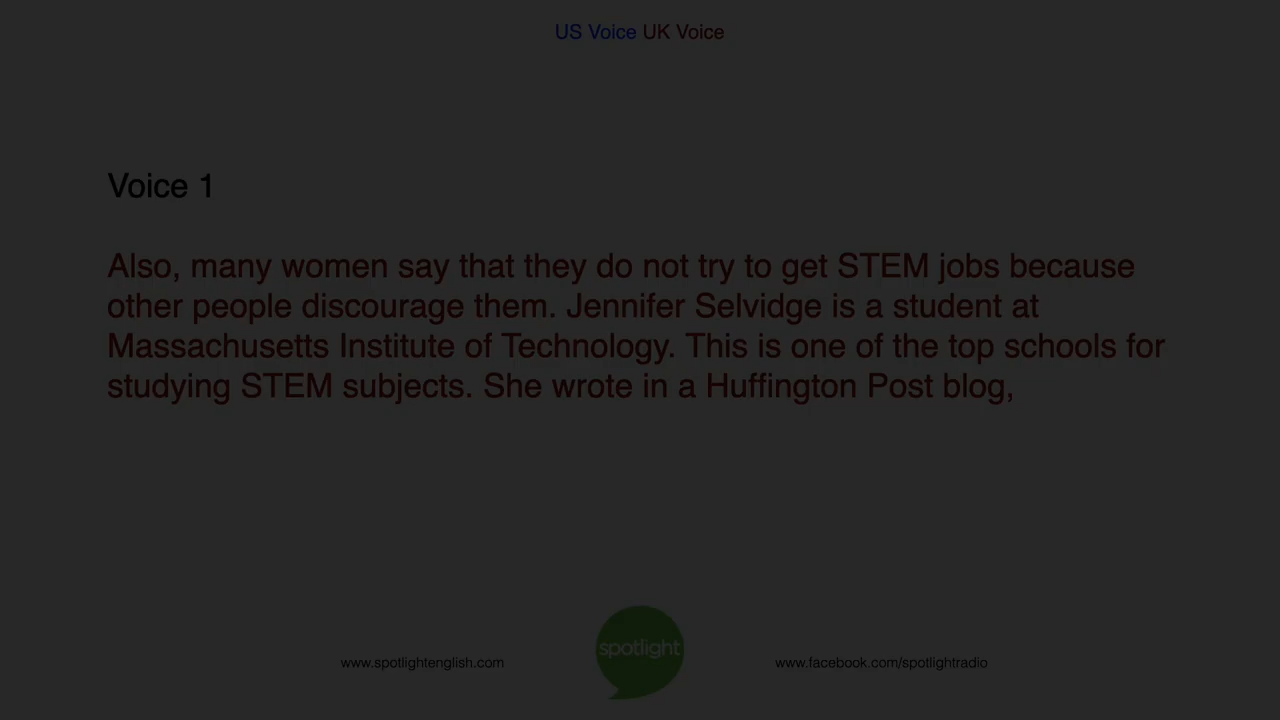 US Voice UK Voice
Voice 1
Also, many women say that they do not try to get STEM jobs because
other people discourage them. Jennifer Selvidge is a student at
Massachusetts Institute of Technology. This is one of the top schools for
studying STEM subjects. She wrote in a Huffington Post blog,
spotlight
www.spotlightenglish.com
www.facebook.com/spotlightradio